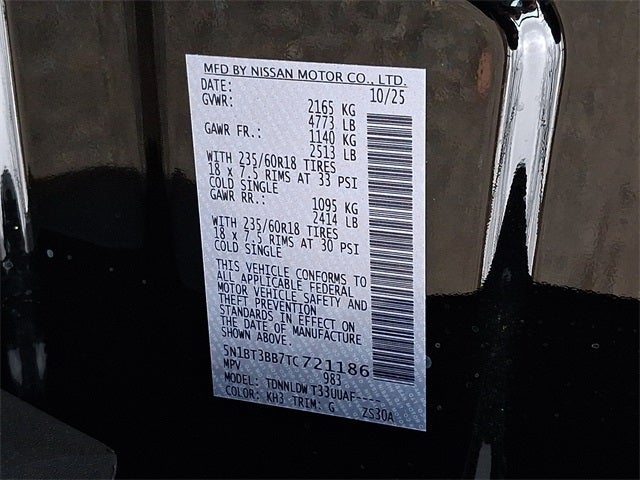 MFD BY NISSAN MOTOR CO., LTD.
DATE: 10/25
GVWR: 2165 KG
4773 LB
GAWR FR.: 1140 KG
2513 LB
WITH 235/60R18 TIRES
18 x 7.5 RIMS AT 33 PSI
COLD SINGLE
GAWR RR.: 1095 KG
2414 LB
WITH 235/60R18 TIRES
18 x 7.5 RIMS AT 30 PSI
COLD SINGLE
THIS VEHICLE CONFORMS TO
ALL APPLICABLE FEDERAL
MOTOR VEHICLE SAFETY AND
THEFT PREVENTION
STANDARDS IN EFFECT ON
THE DATE OF MANUFACTURE
SHOWN ABOVE.
5N1BT3BB7TC721186
MPV 983
MODEL: TDNNLDWT33UUAF----
COLOR: KH3 TRIM: G ZS30A